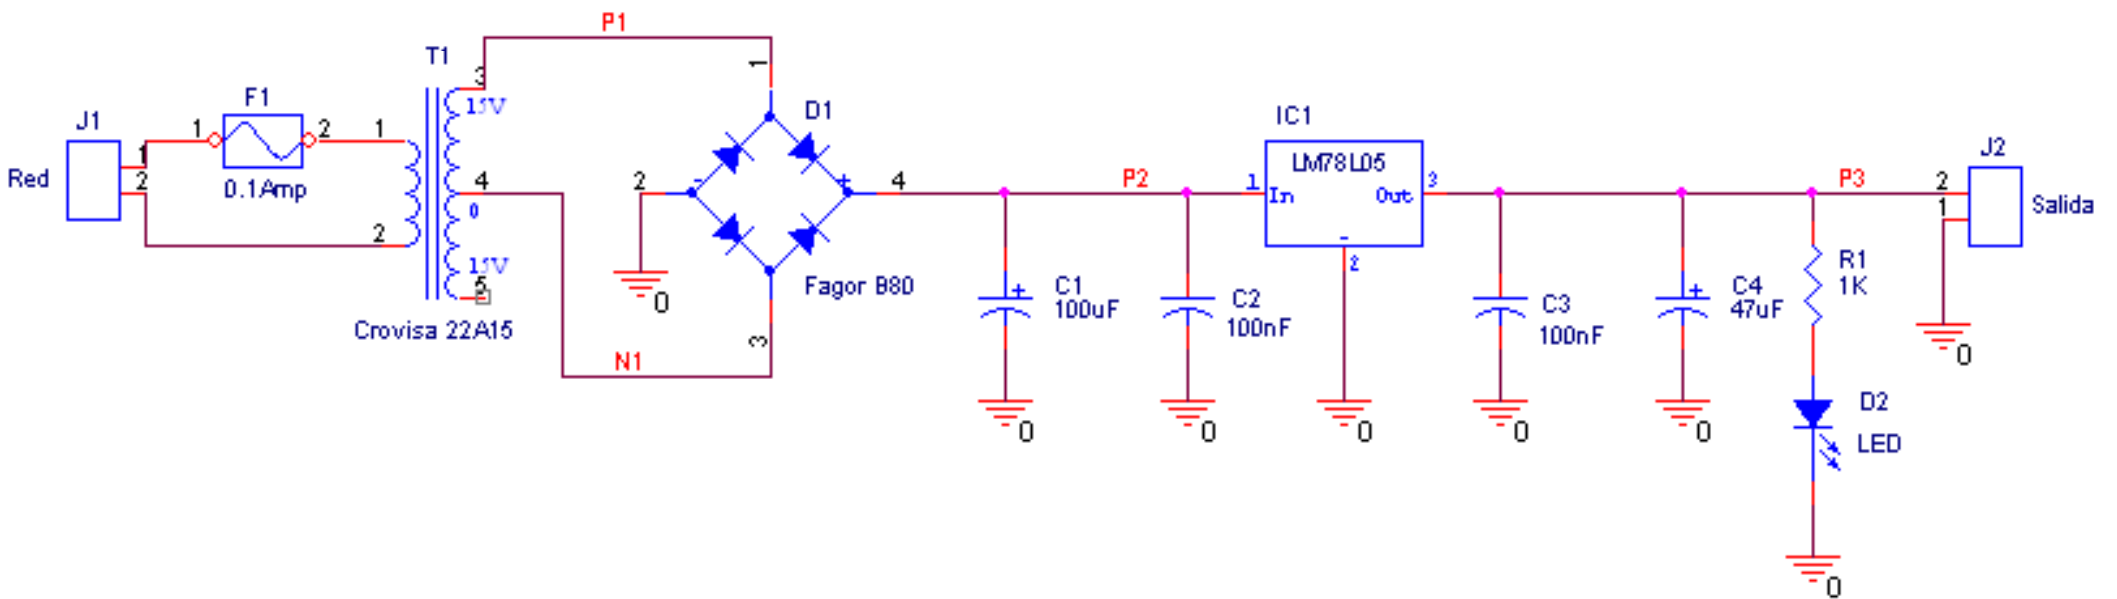 Red
J1
1
2
F1
1
2
0.1Amp
T1
1
2
3
15V
4
0
15V
5
Crovisa 22A15
P1
N1
1
D1
2
-
+
4
3
Fagor B80
0
P2
C1
100uF
0
C2
100nF
0
IC1
LM78L05
1
In
Out
3
-
2
0
C3
100nF
0
C4
47uF
0
P3
R1
1K
D2
LED
0
J2
2
1
Salida
0